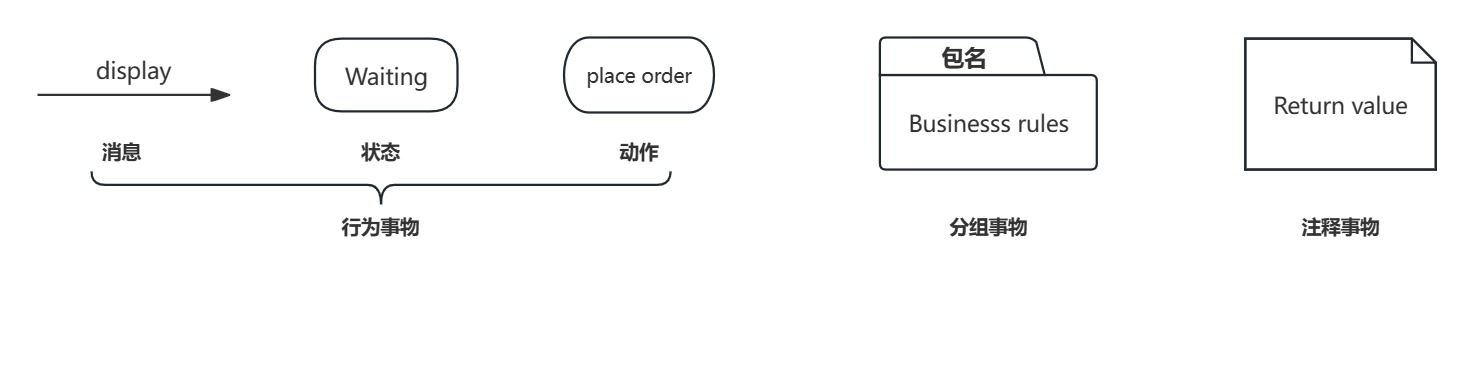 display
Waiting
place order
包名
Businesss rules
Return value
消息
状态
动作
行为事物
分组事物
注释事物